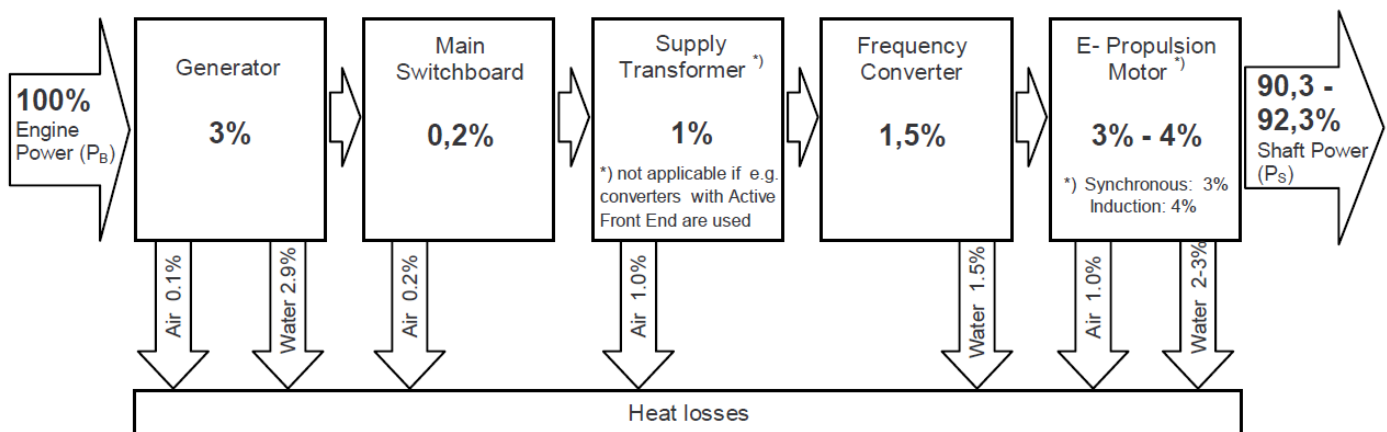 100%
Engine
Power (PB)
Generator
3%
Main
Switchboard
0,2%
Supply
Transformer *)
1%
*) not applicable if e.g.
converters with Active
Front End are used
Frequency
Converter
1,5%
E- Propulsion
Motor *)
3% - 4%
*) Synchronous: 3%
Induction: 4%
90,3 -
92,3%
Shaft Power
(PS)
Air 0.1%
Water 2.9%
Air 0.2%
Air 1.0%
Water 1.5%
Air 1.0%
Water 2-3%
Heat losses